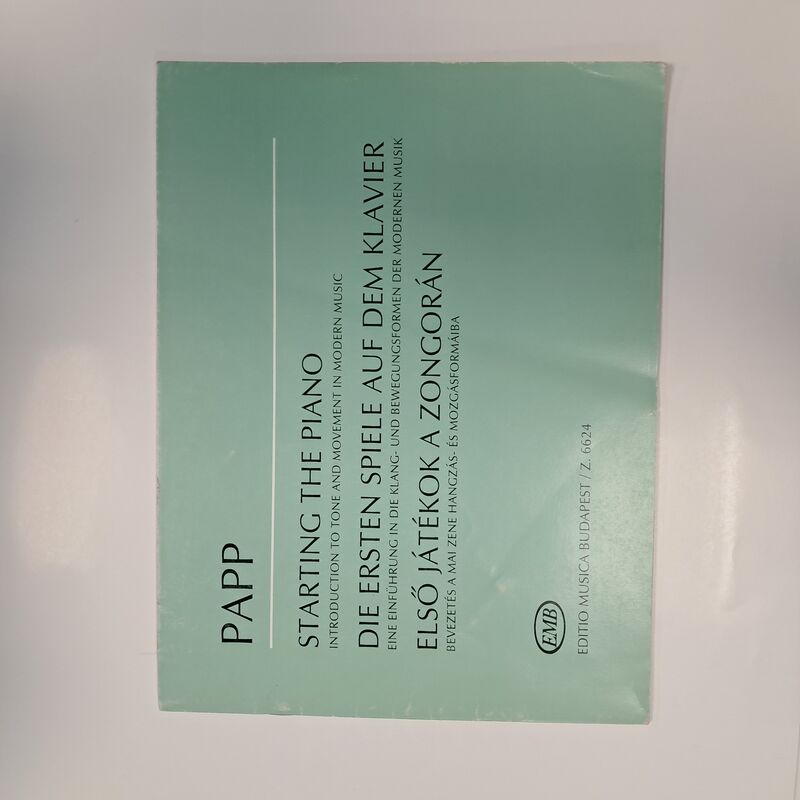 PAPP
STARTING THE PIANO
INTRODUCTION TO TONE AND MOVEMENT IN MODERN MUSIC
DIE ERSTEN SPIELE AUF DEM KLAVIER
EINE EINFÜHRUNG IN DIE KLANG- UND BEWEGUNGSFORMEN DER MODERNEN MUSIK
ELSŐ JÁTÉKOK A ZONGORÁN
BEVEZETÉS A MAI ZENE HANGZÁS- ÉS MOZGÁSFORMÁIBA
EMB
EDITIO MUSICA BUDAPEST / Z. 6624